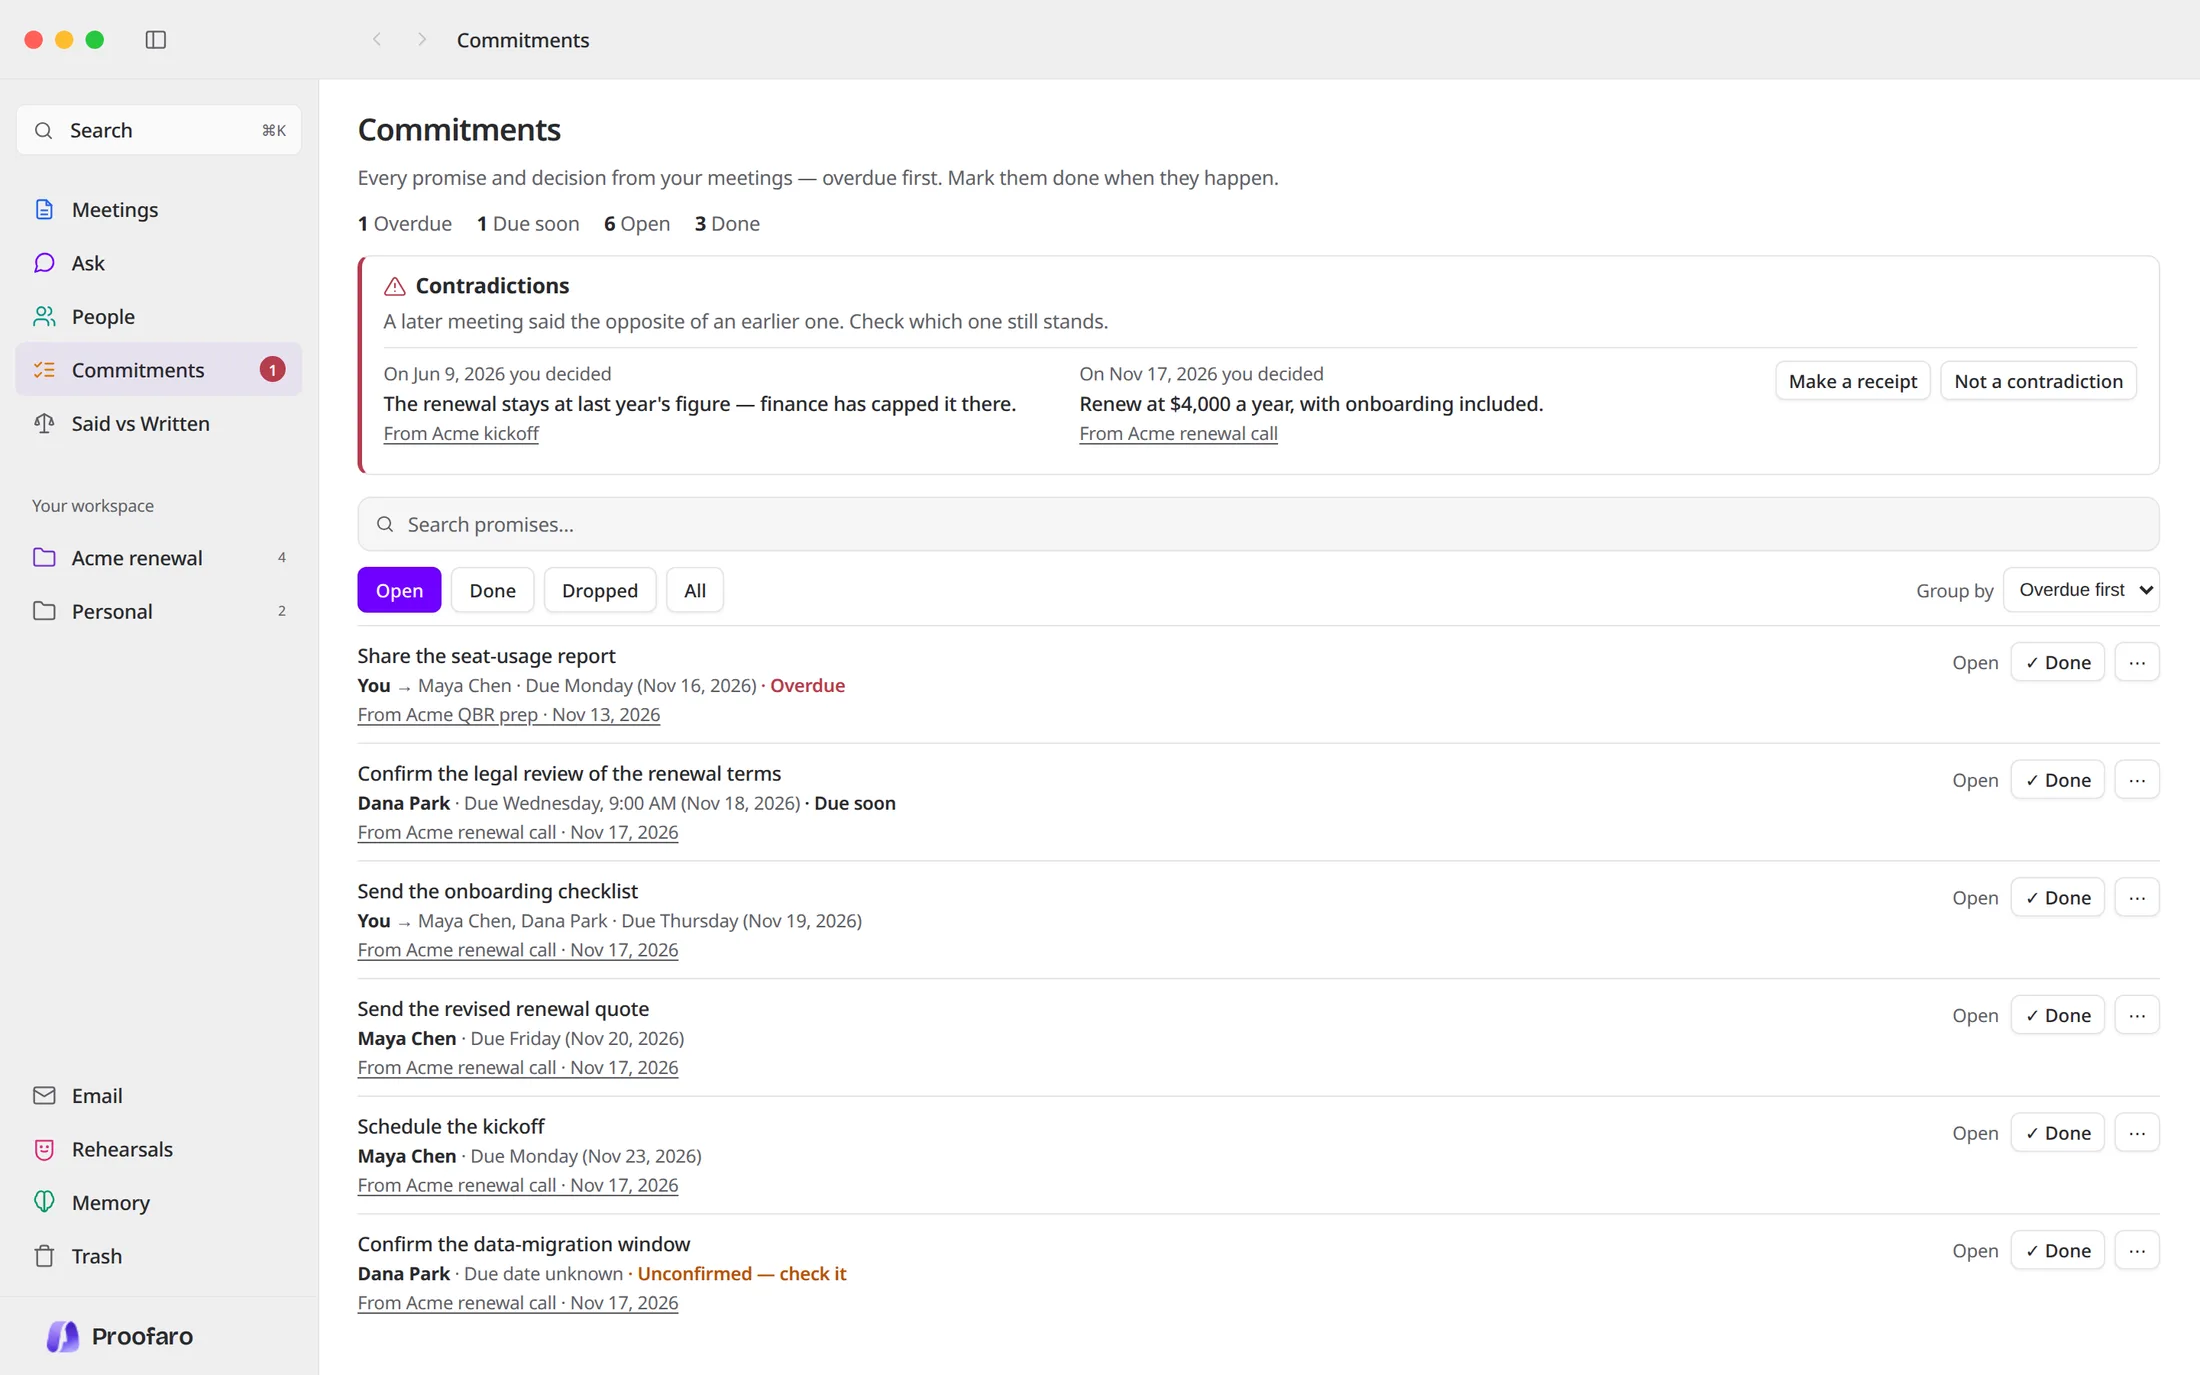 Commitments
Search ⌘K
Meetings
Ask
People
Commitments 1
Said vs Written
Your workspace
Acme renewal 4
Personal 2
Email
Rehearsals
Memory
Trash
Proofaro
Commitments
Every promise and decision from your meetings — overdue first. Mark them done when they happen.
1 Overdue 1 Due soon 6 Open 3 Done
Contradictions
A later meeting said the opposite of an earlier one. Check which one still stands.
On Jun 9, 2026 you decided
The renewal stays at last year's figure — finance has capped it there.
From Acme kickoff
On Nov 17, 2026 you decided
Renew at $4,000 a year, with onboarding included.
From Acme renewal call
Make a receipt Not a contradiction
Search promises...
Open Done Dropped All Group by Overdue first
Share the seat-usage report
You → Maya Chen · Due Monday (Nov 16, 2026) · Overdue
From Acme QBR prep · Nov 13, 2026
Open ✓ Done ···
Confirm the legal review of the renewal terms
Dana Park · Due Wednesday, 9:00 AM (Nov 18, 2026) · Due soon
From Acme renewal call · Nov 17, 2026
Open ✓ Done ···
Send the onboarding checklist
You → Maya Chen, Dana Park · Due Thursday (Nov 19, 2026)
From Acme renewal call · Nov 17, 2026
Open ✓ Done ···
Send the revised renewal quote
Maya Chen · Due Friday (Nov 20, 2026)
From Acme renewal call · Nov 17, 2026
Open ✓ Done ···
Schedule the kickoff
Maya Chen · Due Monday (Nov 23, 2026)
From Acme renewal call · Nov 17, 2026
Open ✓ Done ···
Confirm the data-migration window
Dana Park · Due date unknown · Unconfirmed — check it
From Acme renewal call · Nov 17, 2026
Open ✓ Done ···